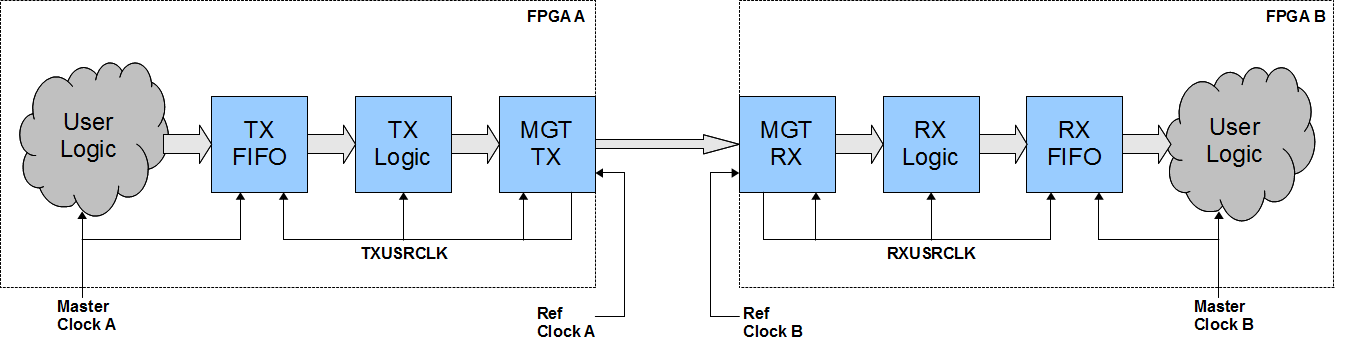 FPGA A
FPGA B
User
Logic
TX
FIFO
TX
Logic
MGT
TX
MGT
RX
RX
Logic
RX
FIFO
User
Logic
TXUSRCLK
RXUSRCLK
Master
Clock A
Ref
Clock A
Ref
Clock B
Master
Clock B